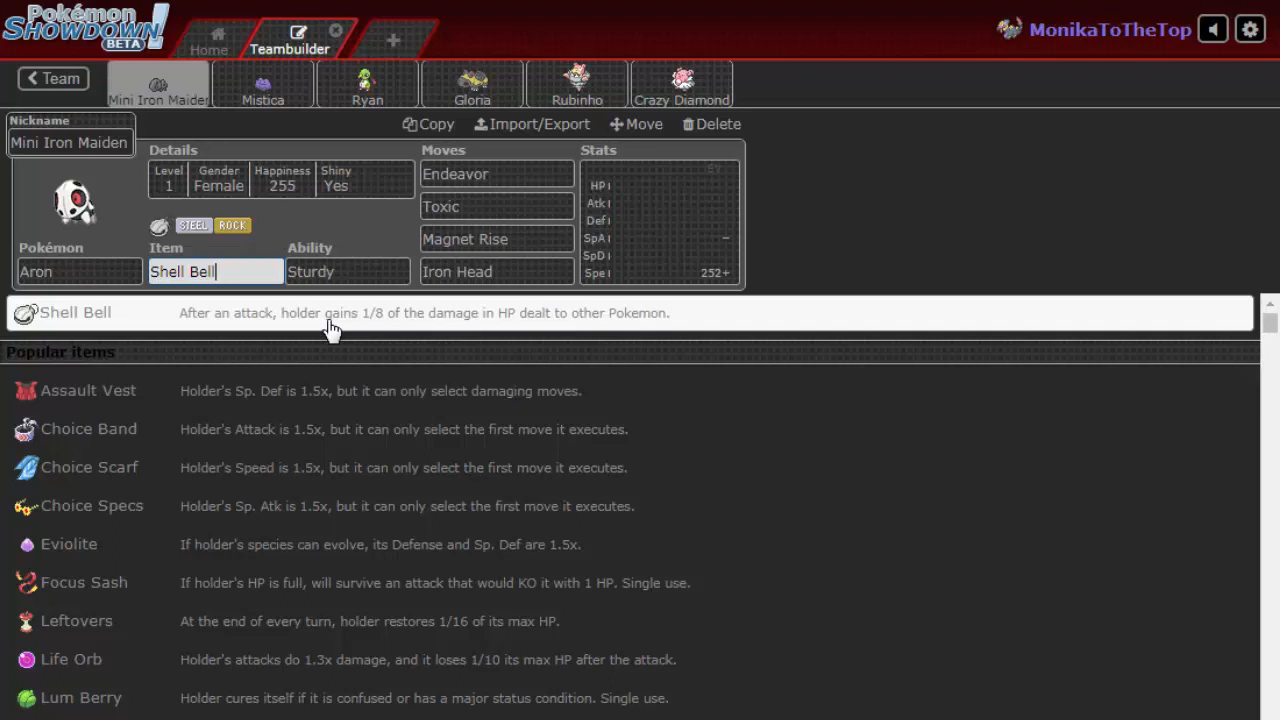 Pokémon
SHOWDOWN!
BETA
Home
Teambuilder
+
MonikaToTheTop
Team
Mini Iron Maiden
Mistica
Ryan
Gloria
Rubinho
Crazy Diamond
Nickname
Mini Iron Maiden
Copy
Import/Export
Move
Delete
Details
Level
1
Gender
Female
Happiness
255
Shiny
Yes
STEEL
ROCK
Pokémon
Aron
Item
Shell Bell
Ability
Sturdy
Moves
Endeavor
Toxic
Magnet Rise
Iron Head
Stats
EV
HP
Atk
Def
SpA –
SpD
Spe 252+
Shell Bell After an attack, holder gains 1/8 of the damage in HP dealt to other Pokemon.
Popular items
Assault Vest Holder's Sp. Def is 1.5x, but it can only select damaging moves.
Choice Band Holder's Attack is 1.5x, but it can only select the first move it executes.
Choice Scarf Holder's Speed is 1.5x, but it can only select the first move it executes.
Choice Specs Holder's Sp. Atk is 1.5x, but it can only select the first move it executes.
Eviolite If holder's species can evolve, its Defense and Sp. Def are 1.5x.
Focus Sash If holder's HP is full, will survive an attack that would KO it with 1 HP. Single use.
Leftovers At the end of every turn, holder restores 1/16 of its max HP.
Life Orb Holder's attacks do 1.3x damage, and it loses 1/10 its max HP after the attack.
Lum Berry Holder cures itself if it is confused or has a major status condition. Single use.